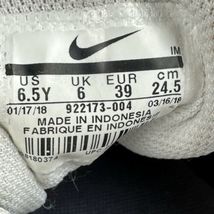 IM
US UK EUR cm
6.5Y 6 39 24.5
01/17/18 922173-004 03/16/18
MADE IN INDONESIA
FABRIQUE EN INDONESIE